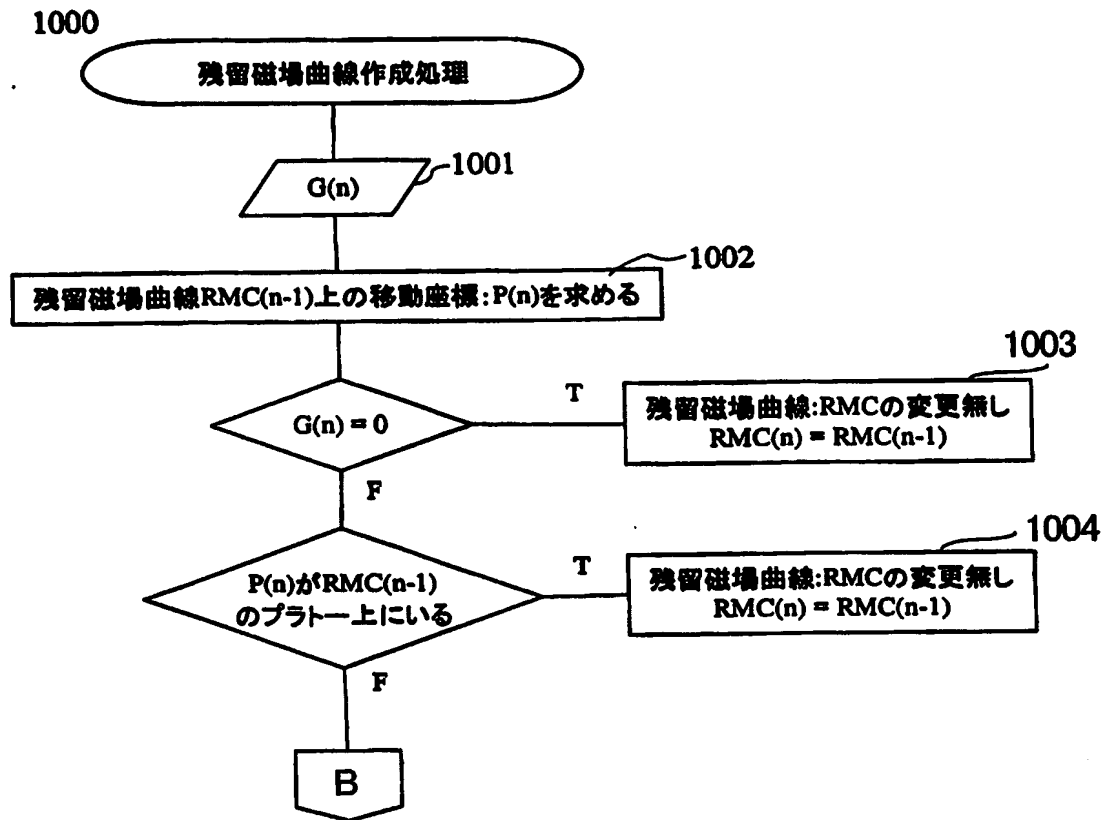 1000
残留磁場曲線作成処理
1001
G(n)
1002
残留磁場曲線RMC(n-1)上の移動座標:P(n)を求める
1003
G(n) = 0
T
残留磁場曲線:RMCの変更無し
RMC(n) = RMC(n-1)
F
1004
P(n)がRMC(n-1)
のプラトー上にいる
T
残留磁場曲線:RMCの変更無し
RMC(n) = RMC(n-1)
F
B